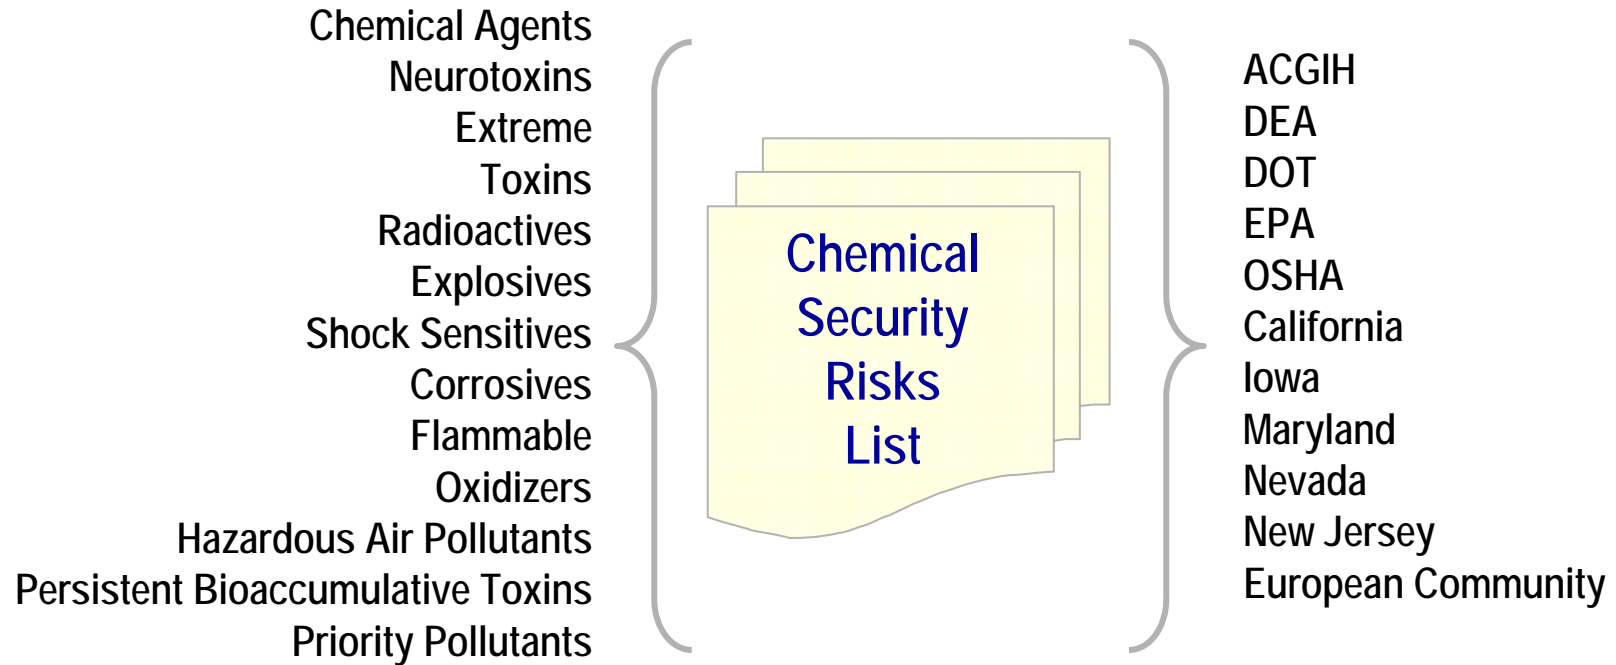 Chemical Agents
Neurotoxins
Extreme
Toxins
Radioactives
Explosives
Shock Sensitives
Corrosives
Flammable
Oxidizers
Hazardous Air Pollutants
Persistent Bioaccumulative Toxins
Priority Pollutants
Chemical
Security
Risks
List
ACGIH
DEA
DOT
EPA
OSHA
California
Iowa
Maryland
Nevada
New Jersey
European Community